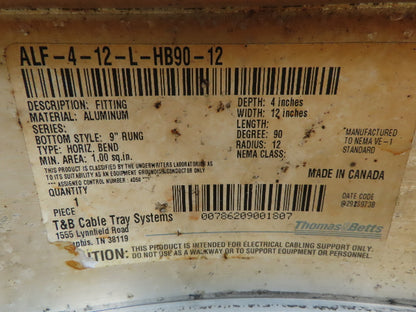 ALF-4-12-L-HB90-12
DESCRIPTION: FITTING
MATERIAL: ALUMINUM
SERIES:
BOTTOM STYLE: 9" RUNG
TYPE: HORIZ. BEND
MIN. AREA: 1.00 sq.in.
DEPTH: 4 inches
WIDTH: 12 inches
LENGTH:
DEGREE: 90
RADIUS: 12
NEMA CLASS:
*MANUFACTURED
TO NEMA VE-1
STANDARD
THIS PRODUCT IS CLASSIFIED BY THE UNDERWRITERS LABORATORIES AS
TO ITS SUITABILITY AS AN EQUIPMENT GROUNDING CONDUCTOR ONLY
MADE IN CANADA
QUANTITY
1
PIECE
00786209001807
DATE CODE
T&B Cable Tray Systems
1555 Lynnfield Road
Memphis, TN 38119
Thomas & Betts
CAUTION: THIS PRODUCT IS INTENDED FOR ELECTRICAL CABLING SUPPORT ONLY.
DO NOT USE AS A WALKWAY OR TO SUPPORT EQUIPMENT OR PERSONNEL.